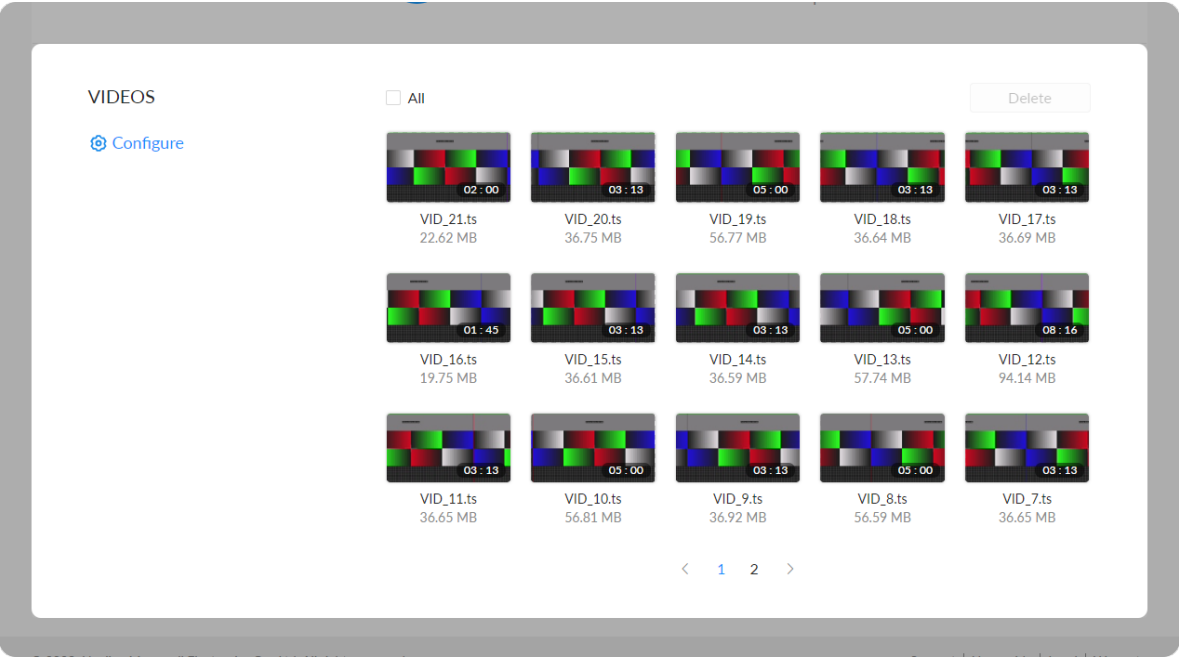 VIDEOS
All
Delete
Configure
02 : 00
03 : 13
05 : 00
03 : 13
03 : 13
VID_21.ts
VID_20.ts
VID_19.ts
VID_18.ts
VID_17.ts
22.62 MB
36.75 MB
56.77 MB
36.64 MB
36.69 MB
01 : 45
03 : 13
03 : 13
05 : 00
08 : 16
VID_16.ts
VID_15.ts
VID_14.ts
VID_13.ts
VID_12.ts
19.75 MB
36.61 MB
36.59 MB
57.74 MB
94.14 MB
03 : 13
05 : 00
03 : 13
05 : 00
03 : 13
VID_11.ts
VID_10.ts
VID_9.ts
VID_8.ts
VID_7.ts
36.65 MB
56.81 MB
36.92 MB
56.59 MB
36.65 MB
< 1 2 >